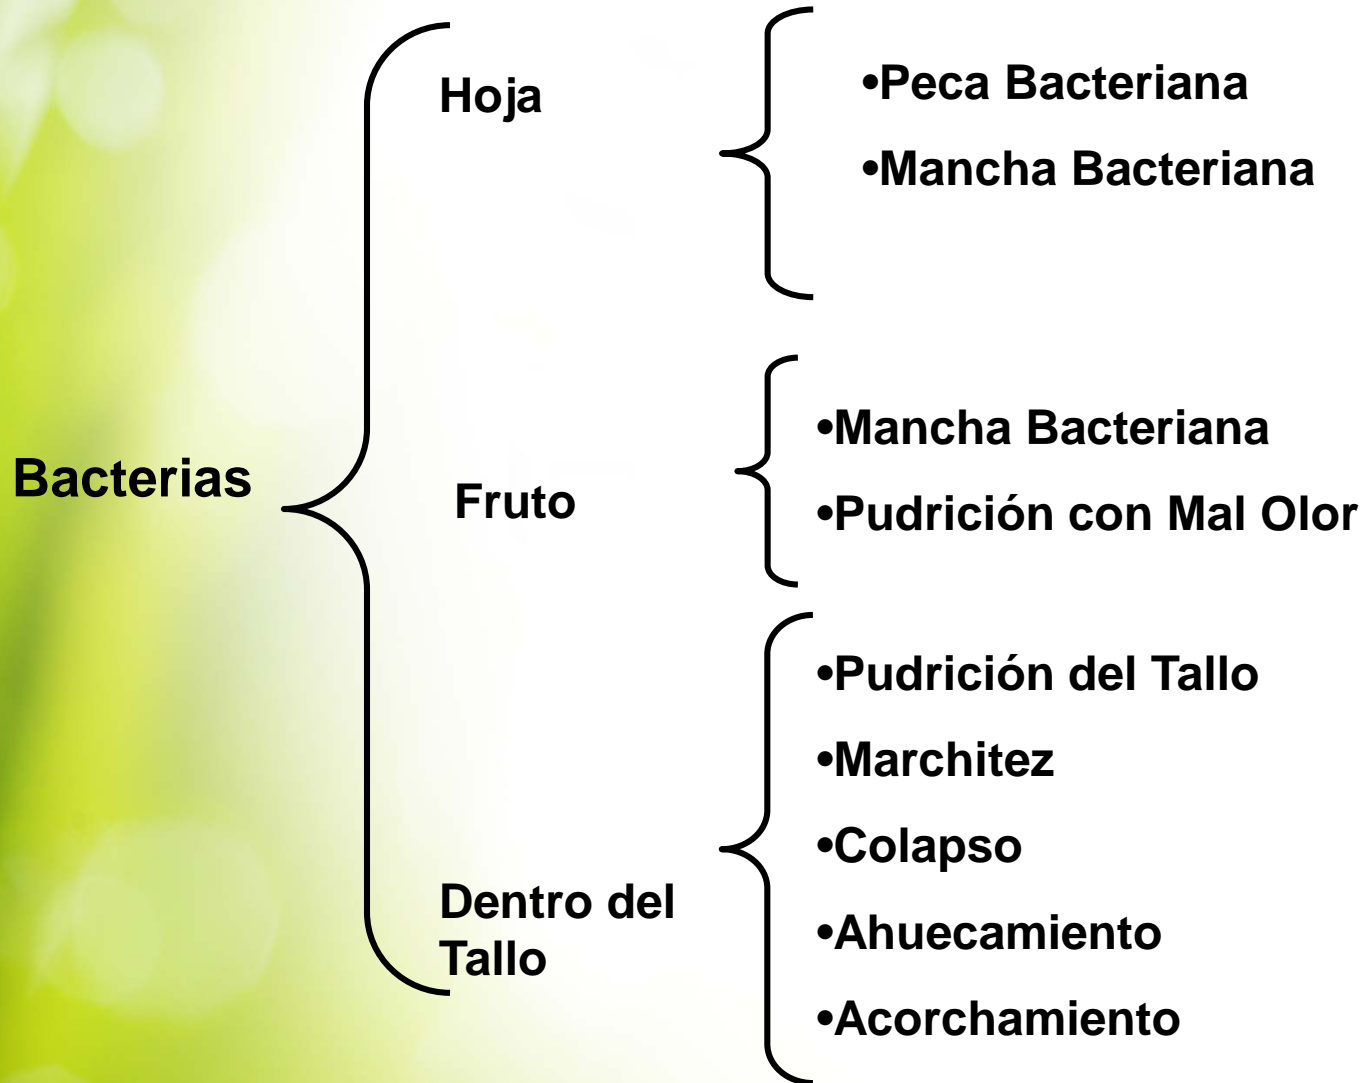 Bacterias
Hoja
•Peca Bacteriana
•Mancha Bacteriana
Fruto
•Mancha Bacteriana
•Pudrición con Mal Olor
Dentro del
Tallo
•Pudrición del Tallo
•Marchitez
•Colapso
•Ahuecamiento
•Acorchamiento